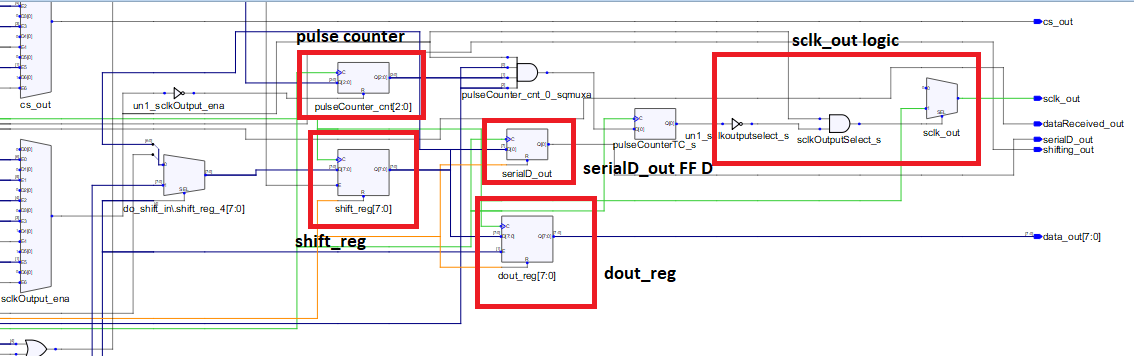 pulse counter
sclk_out logic
cs_out
cs_out
un1_sclkOutput_ena
pulseCounter_cnt[2:0]
pulseCounter_cnt_0_sqmuxa
sclk_out
sclk_out
dataReceived_out
serialD_out
shifting_out
pulseCounterTC_s
un1_sclkoutputselect_s
sclkOutputSelect_s
serialD_out
serialD_out FF D
do_shift_in\.shift_reg_4[7:0]
shift_reg[7:0]
shift_reg
data_out[7:0]
dout_reg[7:0]
dout_reg
sclkOutput_ena